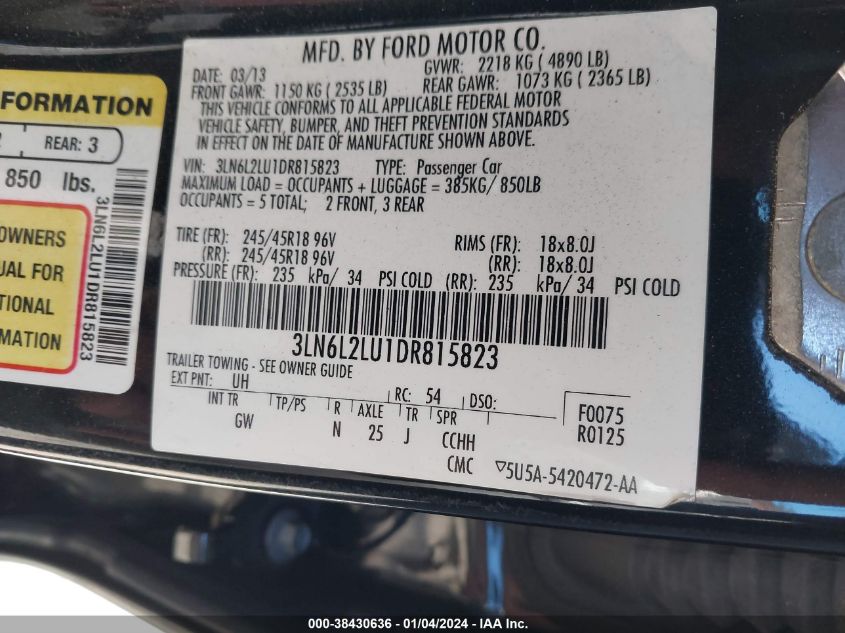 MFD. BY FORD MOTOR CO.
DATE: 03/13 GVWR: 2218 KG ( 4890 LB)
FRONT GAWR: 1150 KG ( 2535 LB) REAR GAWR: 1073 KG ( 2365 LB)
THIS VEHICLE CONFORMS TO ALL APPLICABLE FEDERAL MOTOR
VEHICLE SAFETY, BUMPER, AND THEFT PREVENTION STANDARDS
IN EFFECT ON THE DATE OF MANUFACTURE SHOWN ABOVE.
VIN: 3LN6L2LU1DR815823 TYPE: Passenger Car
MAXIMUM LOAD = OCCUPANTS + LUGGAGE = 385KG/ 850LB
OCCUPANTS = 5 TOTAL; 2 FRONT, 3 REAR
TIRE (FR): 245/45R18 96V RIMS (FR): 18x8.0J
(RR): 245/45R18 96V (RR): 18x8.0J
PRESSURE (FR): 235 kPa/ 34 PSI COLD (RR): 235 kPa/ 34 PSI COLD
3LN6L2LU1DR815823
TRAILER TOWING - SEE OWNER GUIDE
EXT PNT: UH RC: 54 DSO:
INT TR TP/PS R AXLE TR SPR F0075
GW N 25 J CCHH R0125
CMC ▽5U5A-5420472-AA
FORMATION
REAR: 3
850 lbs.
OWNERS
UAL FOR
TIONAL
RMATION
3LN6L2LU1DR815823
000-38430636 - 01/04/2024 - IAA Inc.